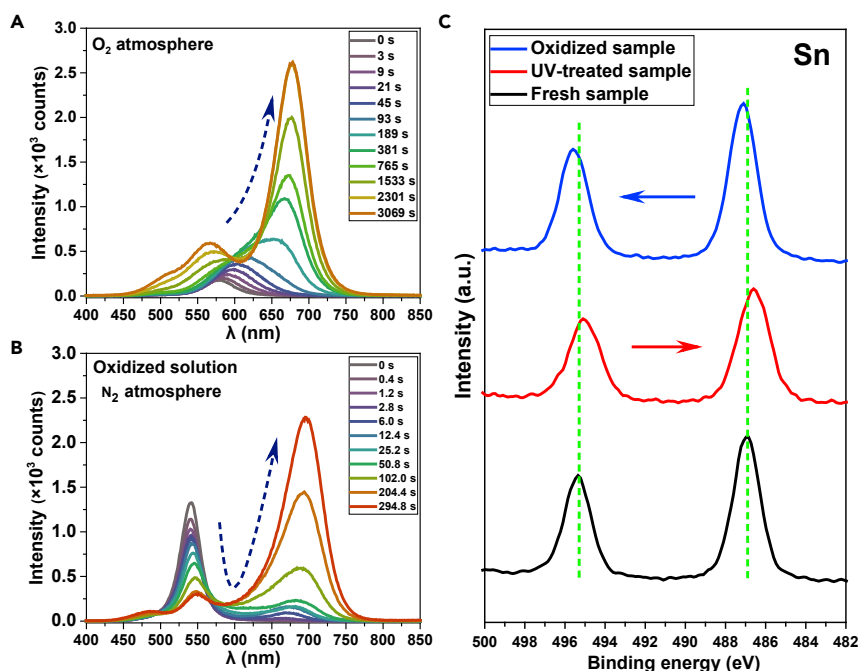 A
O₂ atmosphere
Intensity (×10³ counts)
3.0
2.5
2.0
1.5
1.0
0.5
0.0
400 450 500 550 600 650 700 750 800 850
λ (nm)
0 s
3 s
9 s
21 s
45 s
93 s
189 s
381 s
765 s
1533 s
2301 s
3069 s
B
Oxidized solution
N₂ atmosphere
Intensity (×10³ counts)
3.0
2.5
2.0
1.5
1.0
0.5
0.0
400 450 500 550 600 650 700 750 800 850
λ (nm)
0 s
0.4 s
1.2 s
2.8 s
6.0 s
12.4 s
25.2 s
50.8 s
102.0 s
204.4 s
294.8 s
C
Oxidized sample
UV-treated sample
Fresh sample
Sn
Intensity (a.u.)
500 498 496 494 492 490 488 486 484 482
Binding energy (eV)